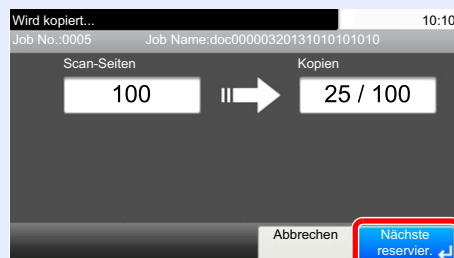 Wird kopiert... 10:10
Job No.:0005 Job Name:doc00000320131010101010
Scan-Seiten Kopien
100 25 / 100
Abbrechen Nächste
reservier.